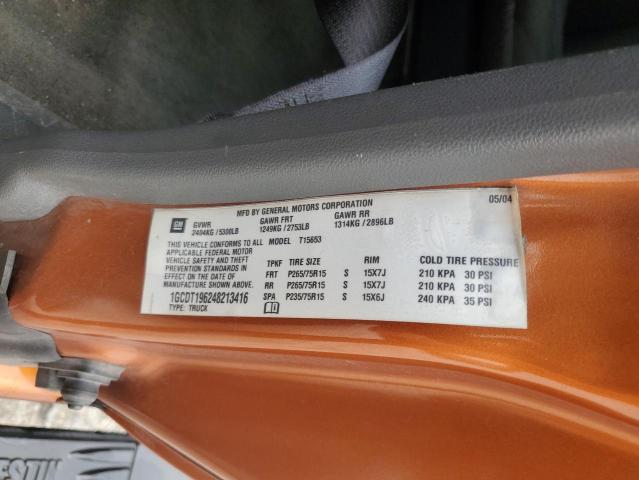 MFD BY GENERAL MOTORS CORPORATION
05/04
GM
GVWR GAWR FRT GAWR RR
2404KG / 5300LB 1249KG / 2753LB 1314KG / 2896LB
THIS VEHICLE CONFORMS TO ALL MODEL T15653
APPLICABLE FEDERAL MOTOR
VEHICLE SAFETY, BUMPER, AND THEFT
PREVENTION STANDARDS IN
EFFECT ON THE DATE OF
MANUFACTURE SHOWN ABOVE.
1GCDT196248213416
TYPE: TRUCK
TPKF TIRE SIZE RIM COLD TIRE PRESSURE
FRT P265/75R15 S 15X7J 210 KPA 30 PSI
RR P265/75R15 S 15X7J 210 KPA 30 PSI
SPA P235/75R15 S 15X6J 240 KPA 35 PSI